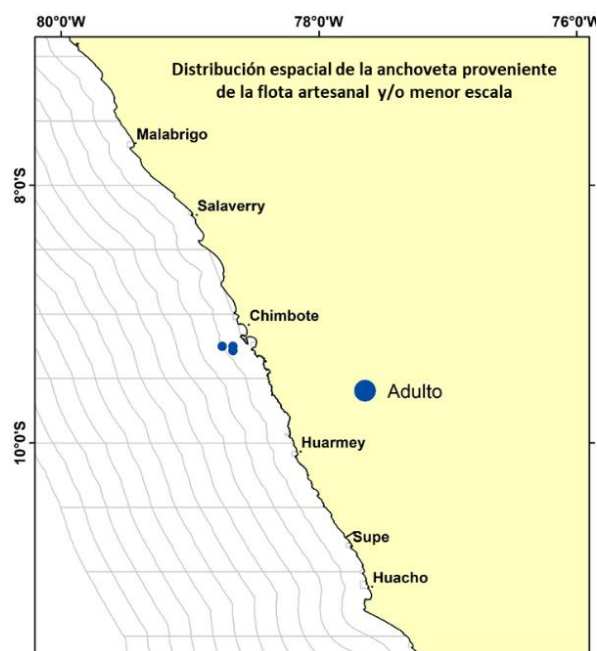 80°0'W 78°0'W 76°0'W
Distribución espacial de la anchoveta proveniente
de la flota artesanal y/o menor escala
Malabrigo
8°0'S
Salaverry
Chimbote
Adulto
10°0'S
Huarmey
Supe
Huacho